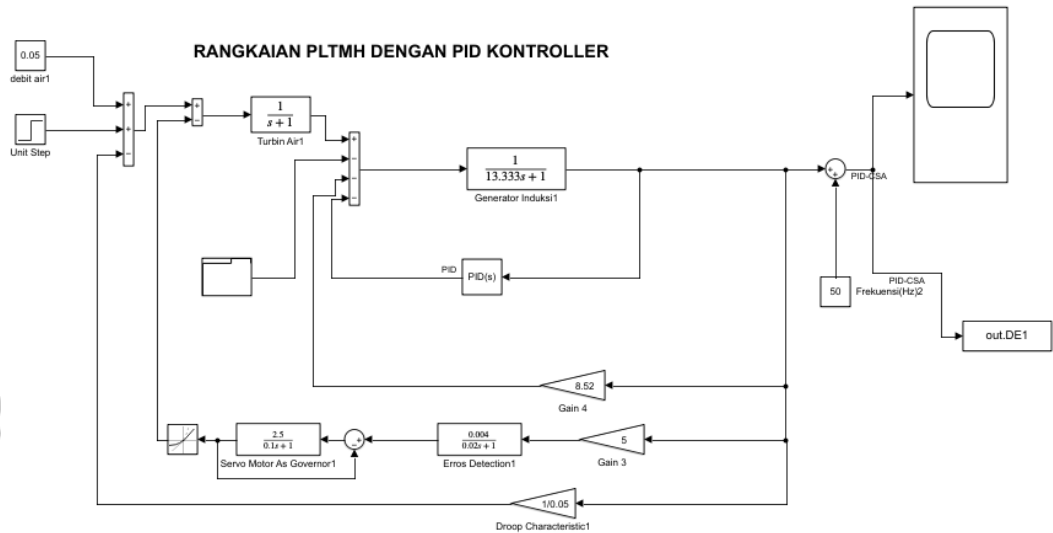 RANGKAIAN PLTMH DENGAN PID KONTROLLER
0.05
debit air1
Unit Step
+
+
−
+
−
1
s + 1
Turbin Air1
+
−
−
−
1
13.333s + 1
Generator Induksi1
+
+
PID-CSA
PID
PID(s)
50
PID-CSA
Frekuensi(Hz)2
out.DE1
8.52
Gain 4
2.5
0.1s + 1
Servo Motor As Governor1
+
−
0.004
0.02s + 1
Erros Detection1
5
Gain 3
1/0.05
Droop Characteristic1